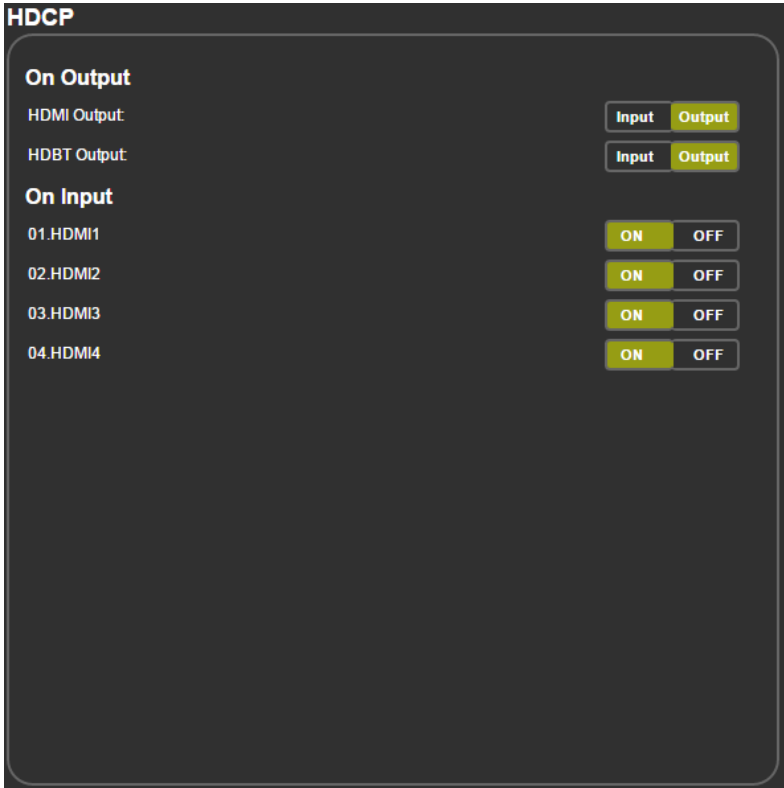 HDCP
On Output
HDMI Output: Input Output
HDBT Output: Input Output
On Input
01.HDMI1 ON OFF
02.HDMI2 ON OFF
03.HDMI3 ON OFF
04.HDMI4 ON OFF